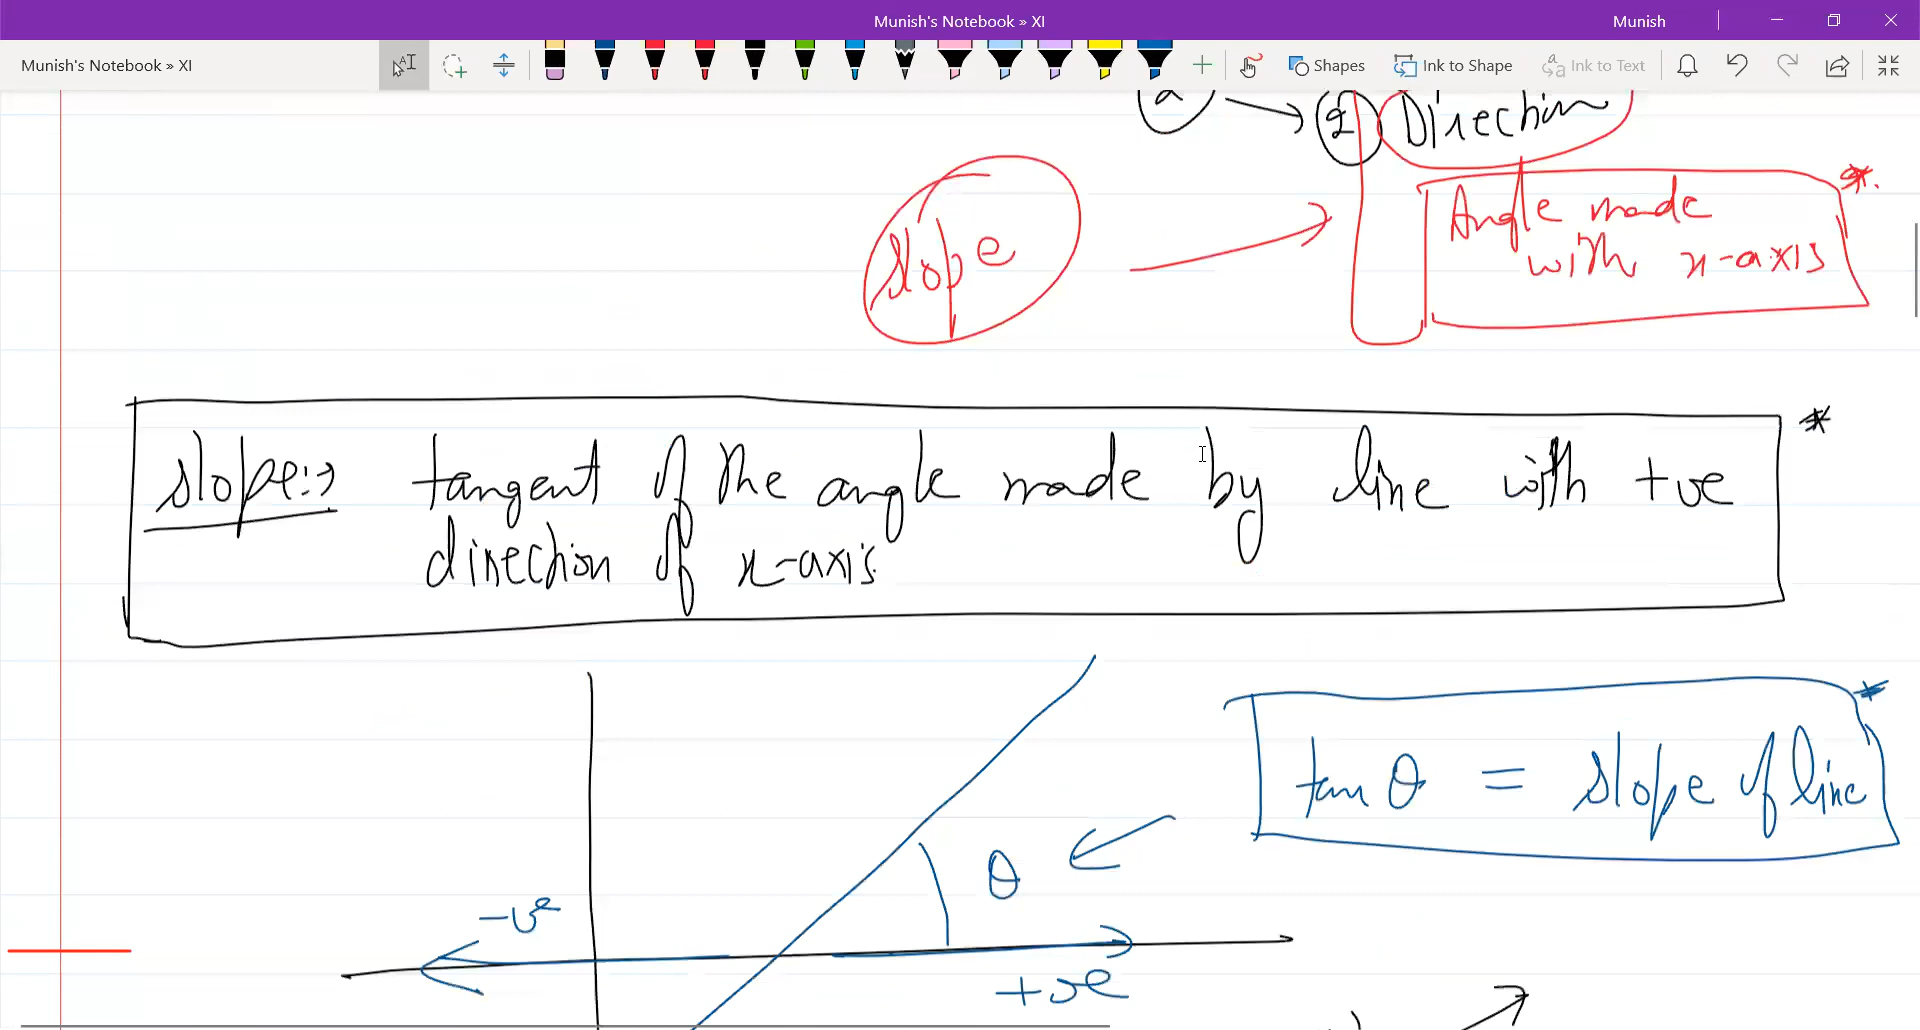 Munish's Notebook » XI
Munish
Munish's Notebook » XI
Shapes
Ink to Shape
Ink to Text
2 Direction
Slope
Angle made
with x-axis
Slope :→ tangent of the angle made by line with +ve
direction of x-axis.
tan θ = Slope of line
θ
-ve
+ve